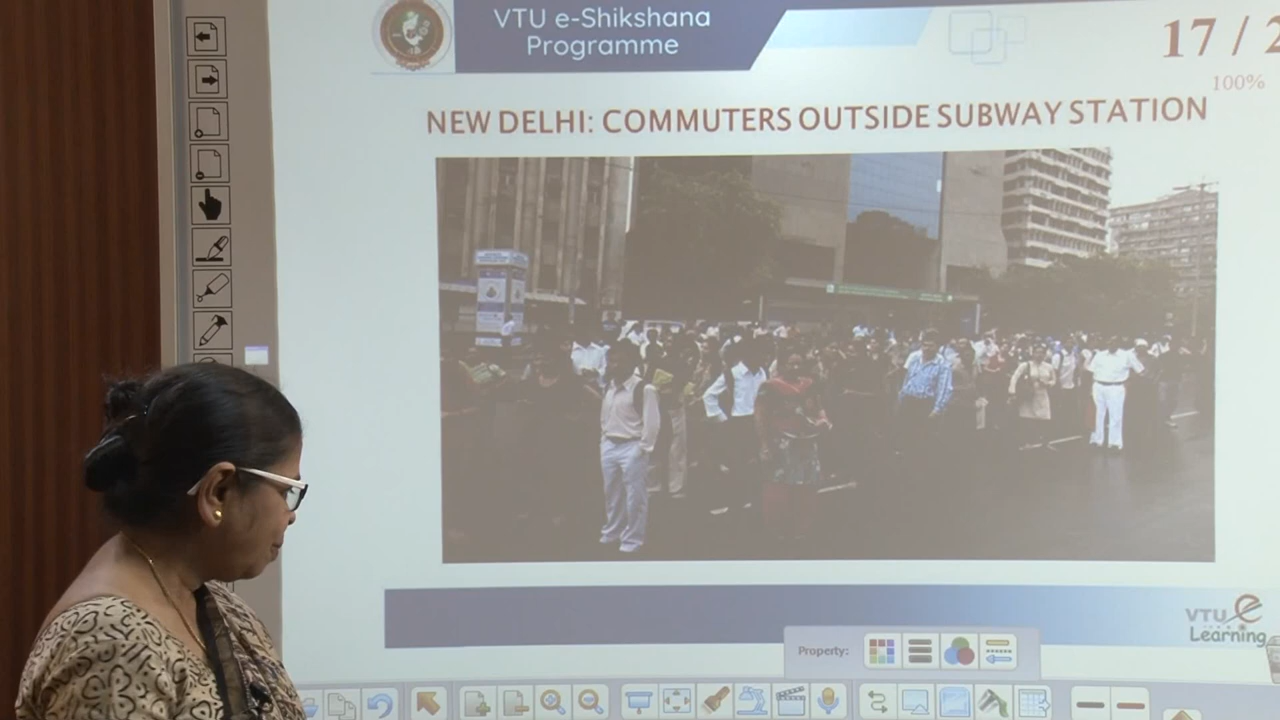 VTU e-Shikshana
Programme
17 / 2
100%
NEW DELHI: COMMUTERS OUTSIDE SUBWAY STATION
VTU e
Learning
Property: